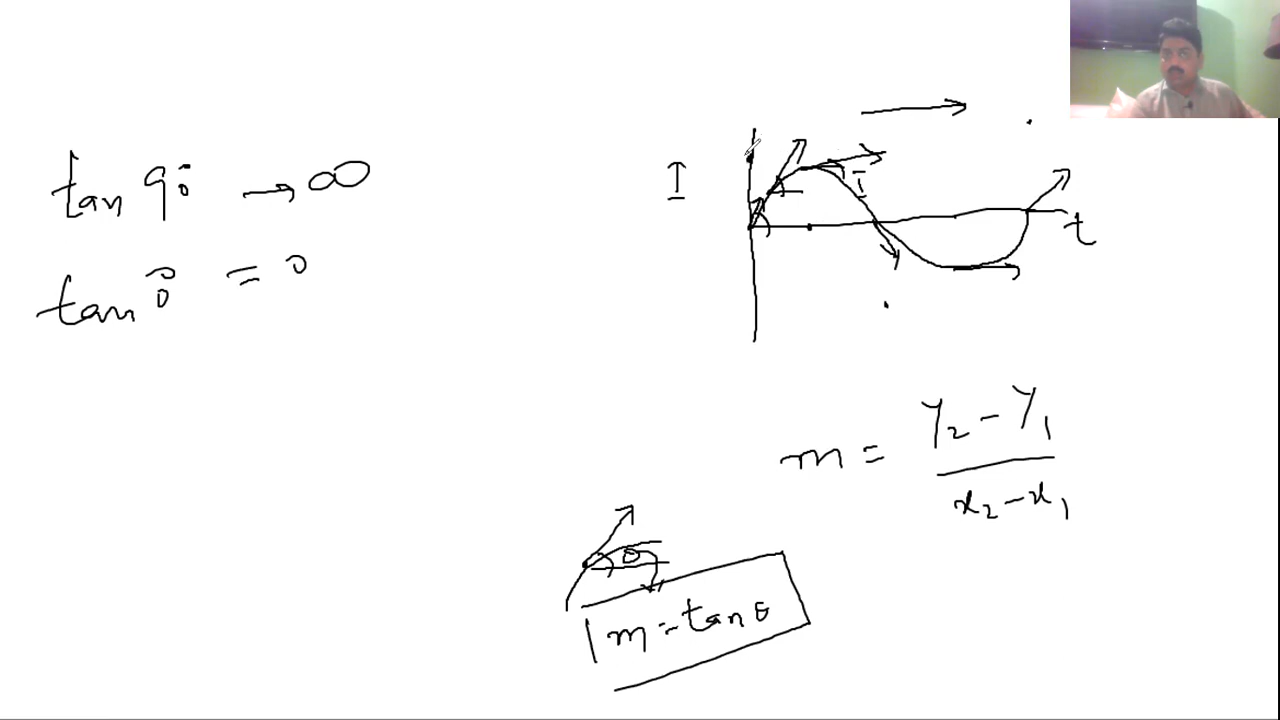 tan 90° → ∞
tan 0° = 0
I
t
m = y₂ - y₁
x₂ - x₁
θ
m = tan θ